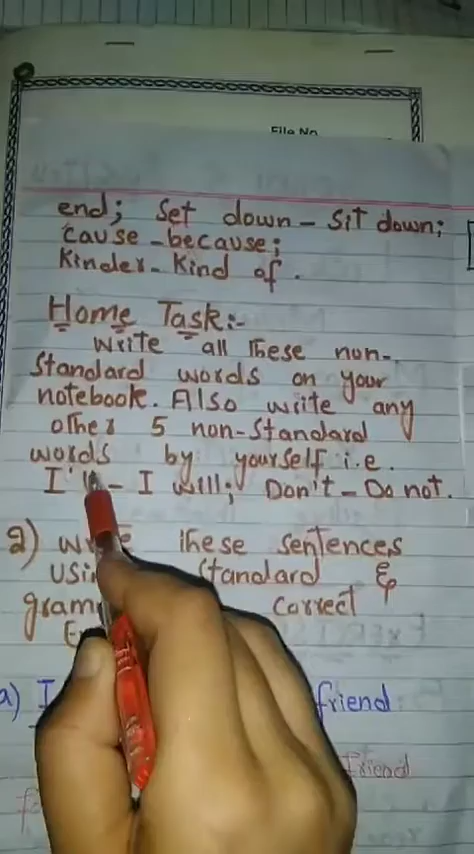 File No
end; Set down - Sit down;
'cause - because;
Kinder - Kind of.
Home Task:-
Write all these non-
Standard words on your
notebook. Also write any
other 5 non-standard
words by yourself i.e.
I'll - I will; Don't - Do not.
2) these sentences
Standard &
correct
a) I friend
friend